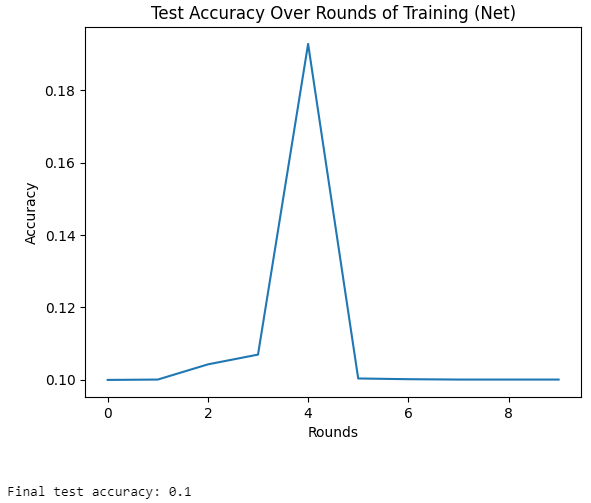 Test Accuracy Over Rounds of Training (Net)
0.18
0.16
0.14
0.12
0.10
Accuracy
0 2 4 6 8
Rounds
Final test accuracy: 0.1